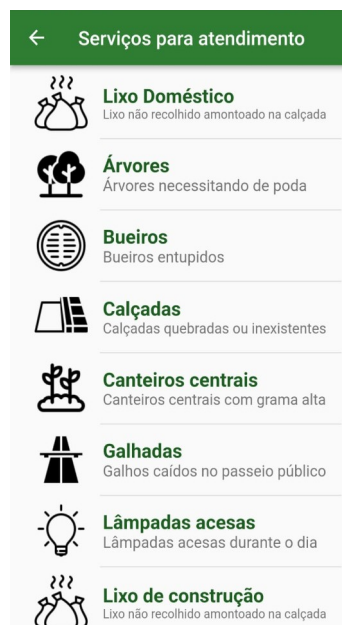 Serviços para atendimento
Lixo Doméstico
Lixo não recolhido amontoado na calçada
Árvores
Árvores necessitando de poda
Bueiros
Bueiros entupidos
Calçadas
Calçadas quebradas ou inexistentes
Canteiros centrais
Canteiros centrais com grama alta
Galhadas
Galhos caídos no passeio público
Lâmpadas acesas
Lâmpadas acesas durante o dia
Lixo de construção
Lixo não recolhido amontoado na calçada